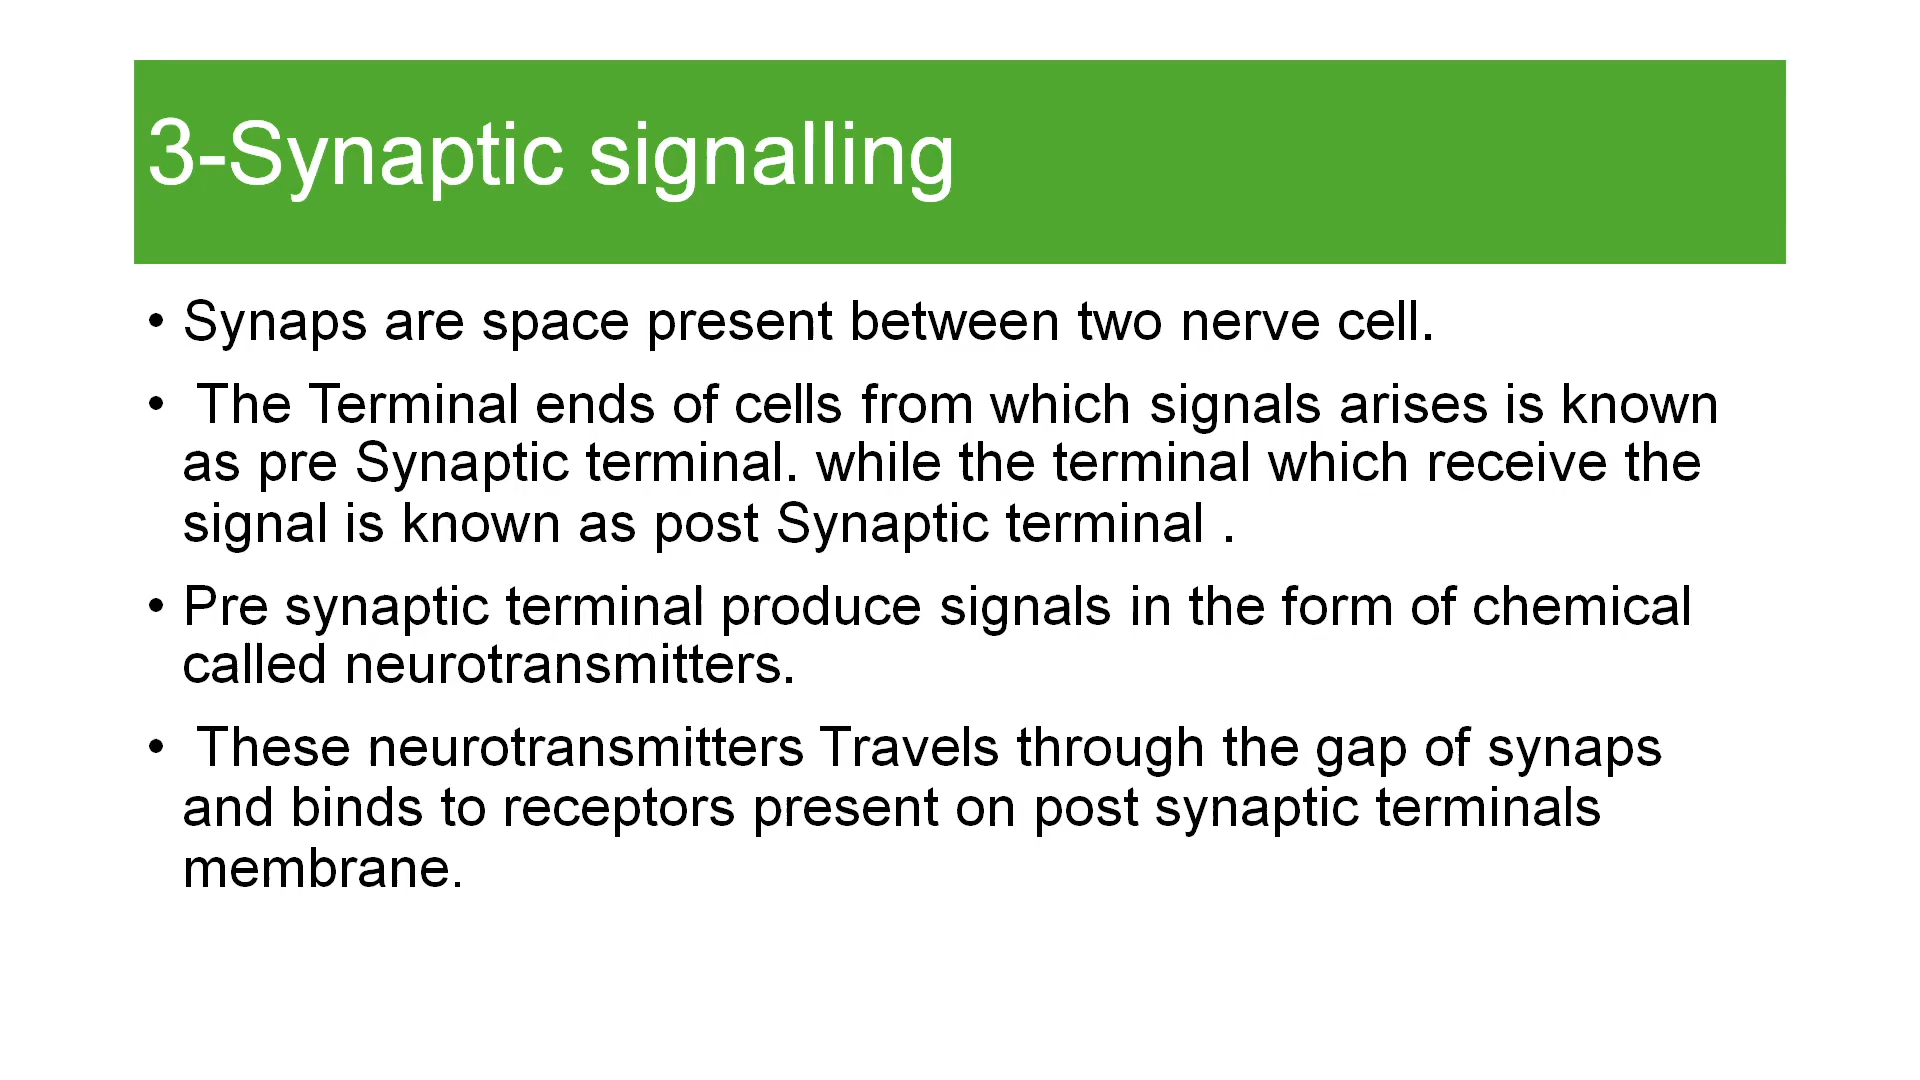 3-Synaptic signalling
• Synaps are space present between two nerve cell.
• The Terminal ends of cells from which signals arises is known
as pre Synaptic terminal. while the terminal which receive the
signal is known as post Synaptic terminal .
• Pre synaptic terminal produce signals in the form of chemical
called neurotransmitters.
• These neurotransmitters Travels through the gap of synaps
and binds to receptors present on post synaptic terminals
membrane.